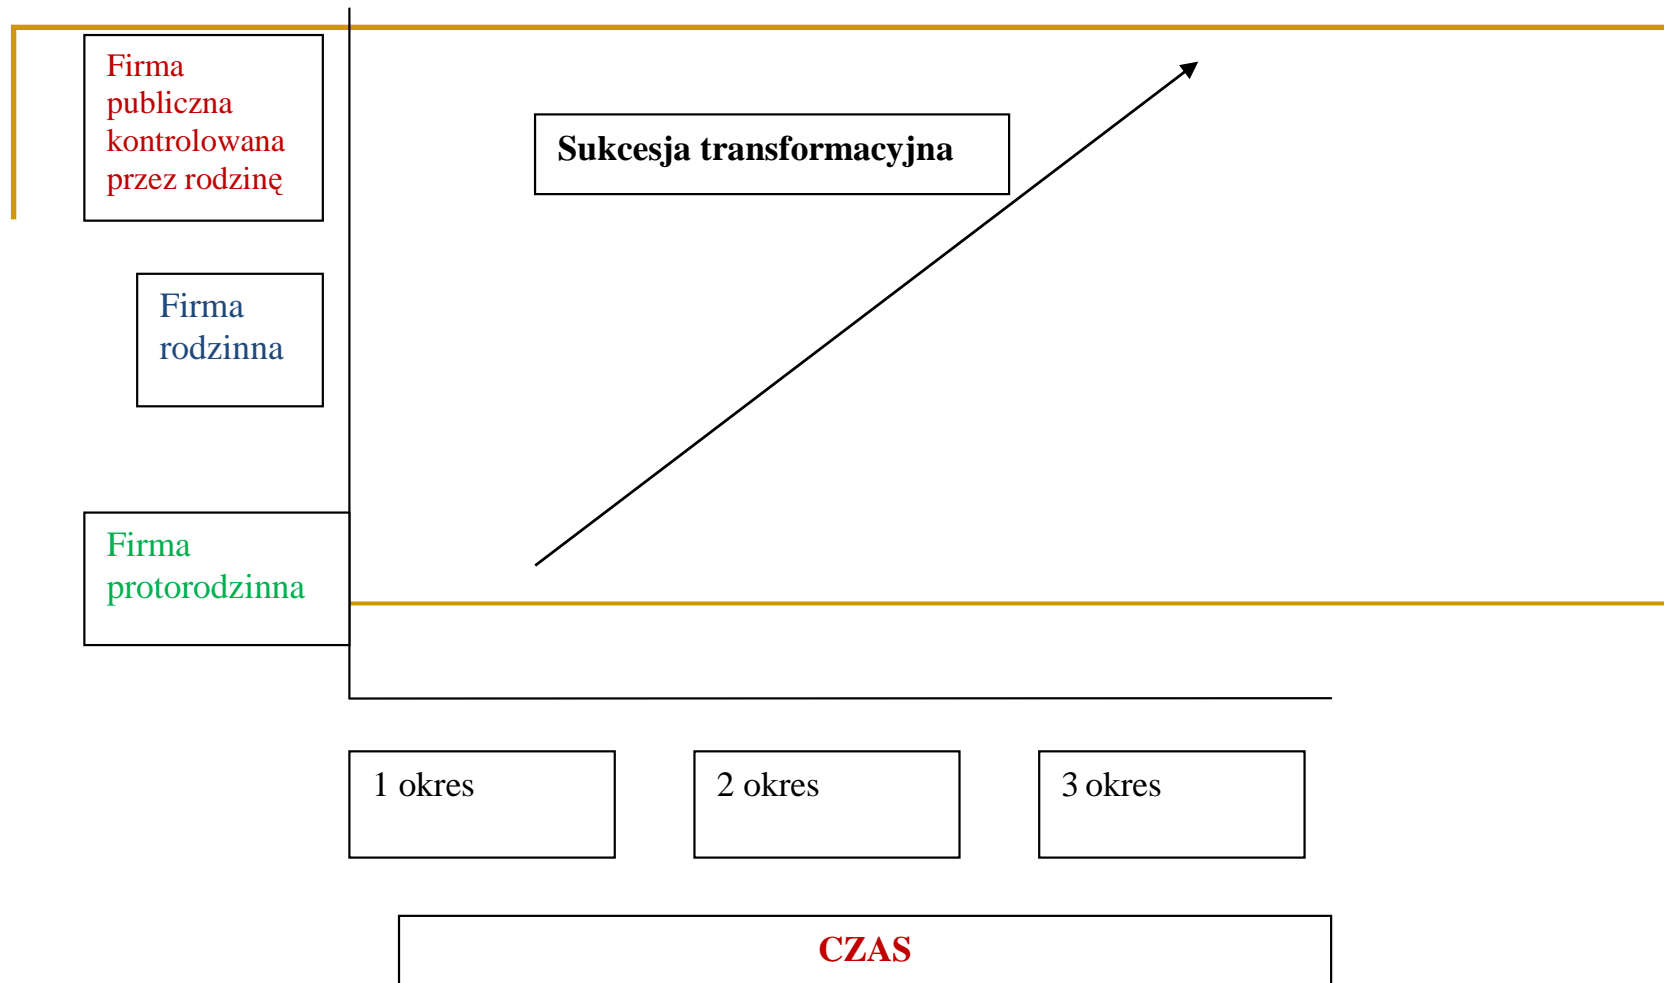 Firma
publiczna
kontrolowana
przez rodzinę
Sukcesja transformacyjna
Firma
rodzinna
Firma
protorodzinna
1 okres
2 okres
3 okres
CZAS